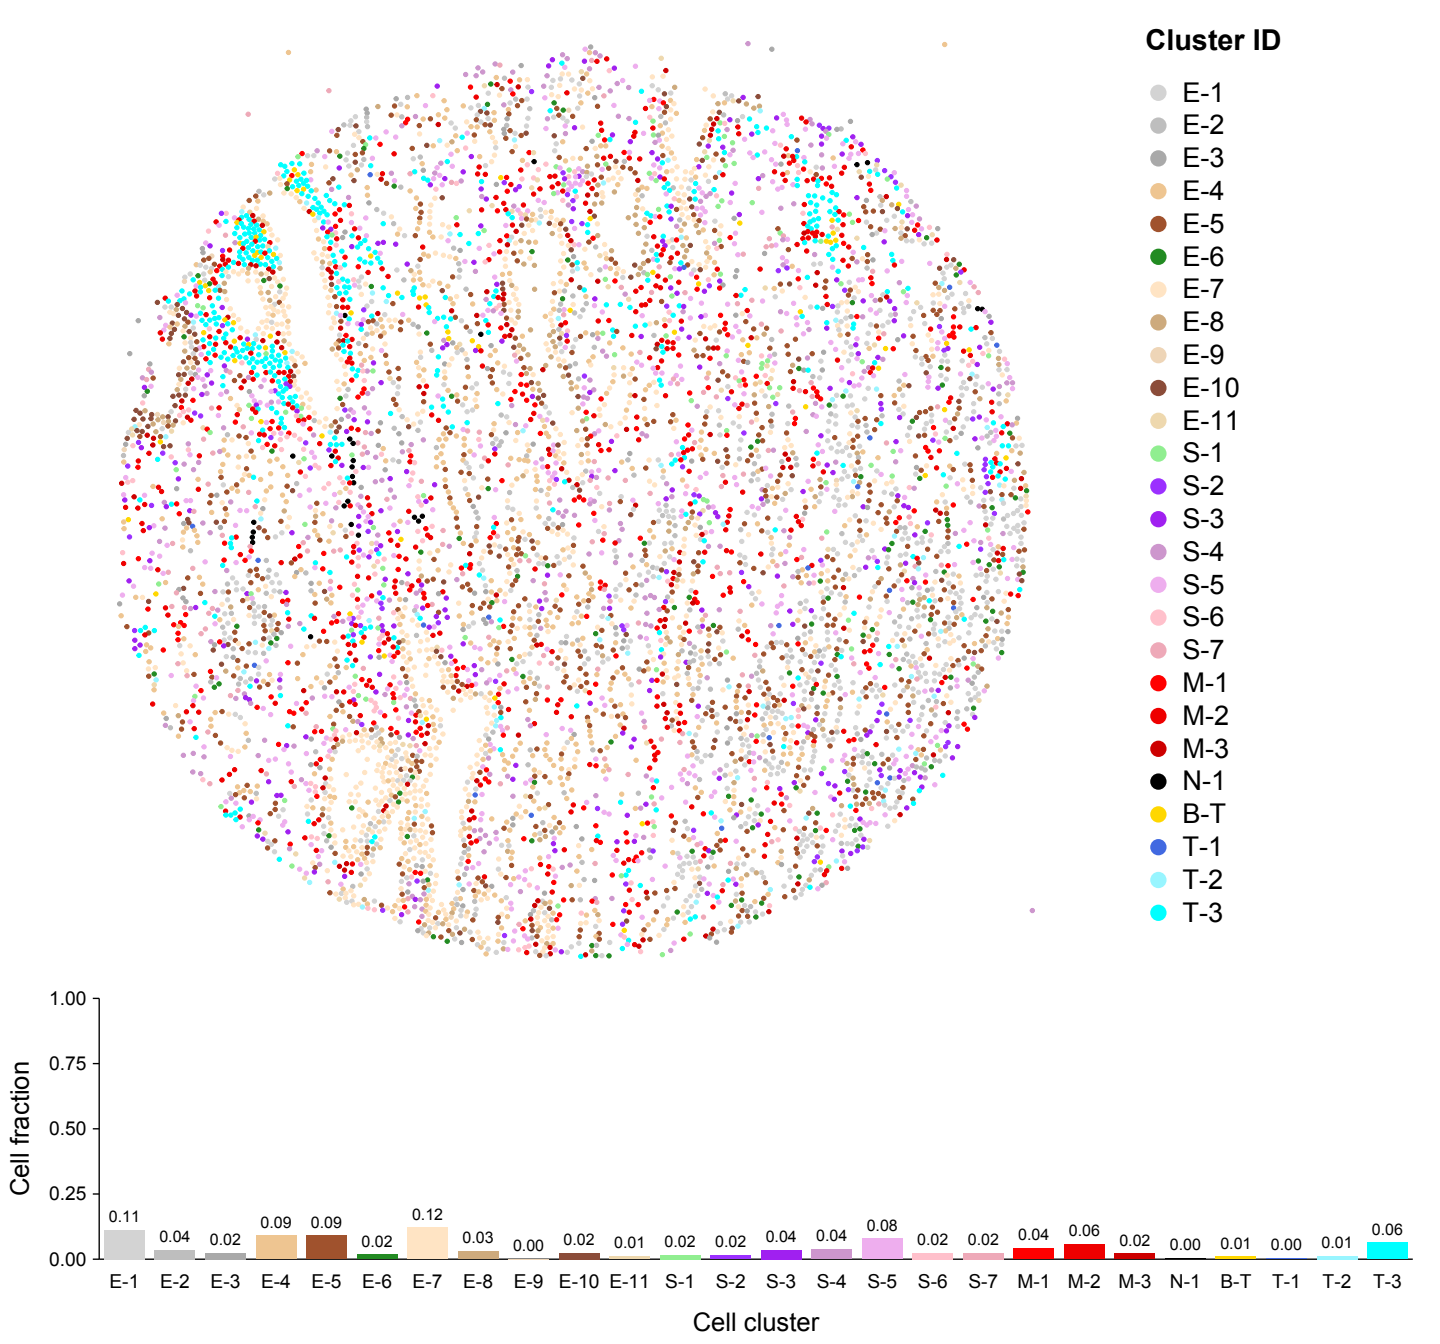 Cluster ID
E-1
E-2
E-3
E-4
E-5
E-6
E-7
E-8
E-9
E-10
E-11
S-1
S-2
S-3
S-4
S-5
S-6
S-7
M-1
M-2
M-3
N-1
B-T
T-1
T-2
T-3
1.00
0.75
0.50
0.25
0.00
Cell fraction
0.11 0.04 0.02 0.09 0.09 0.02 0.12 0.03 0.00 0.02 0.01 0.02 0.02 0.04 0.04 0.08 0.02 0.02 0.04 0.06 0.02 0.00 0.01 0.00 0.01 0.06
E-1 E-2 E-3 E-4 E-5 E-6 E-7 E-8 E-9 E-10 E-11 S-1 S-2 S-3 S-4 S-5 S-6 S-7 M-1 M-2 M-3 N-1 B-T T-1 T-2 T-3
Cell cluster